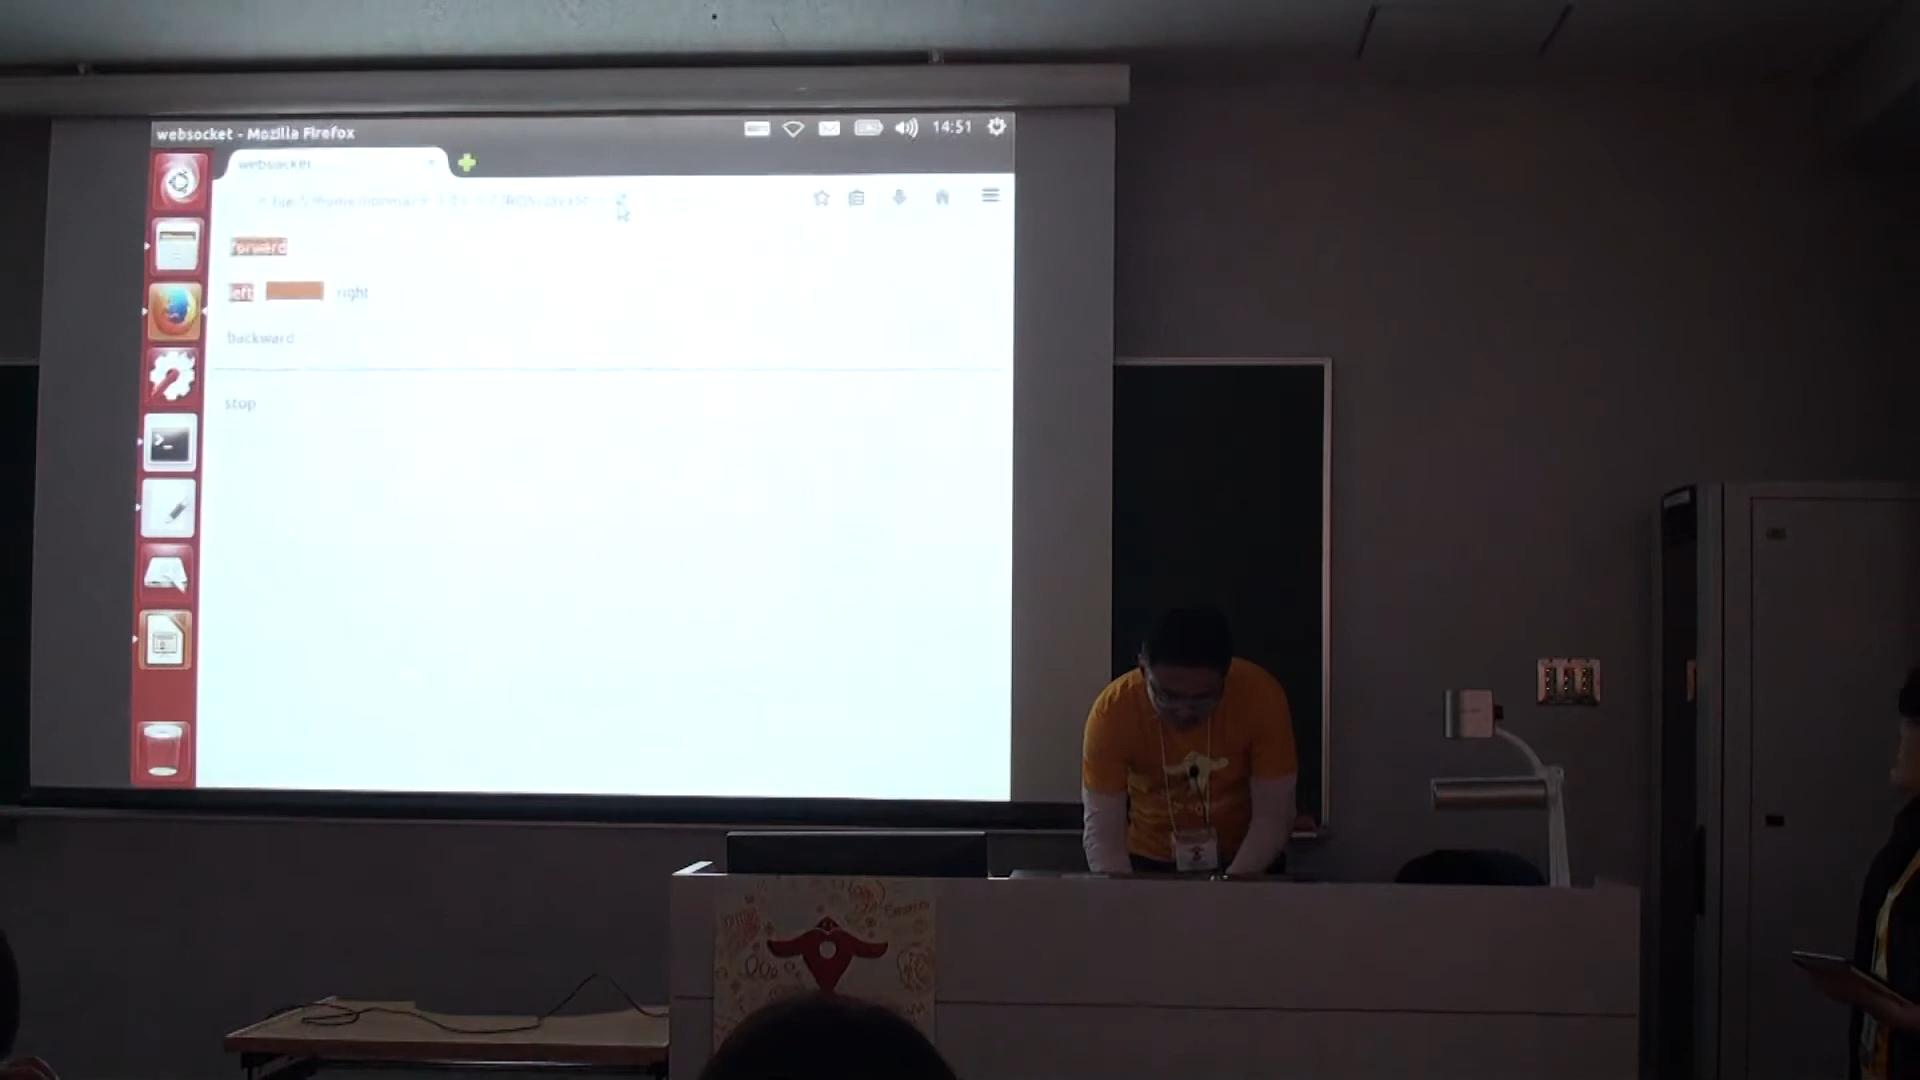 websocket - Mozilla Firefox
14:51
websocket
forward
left right
backward
stop